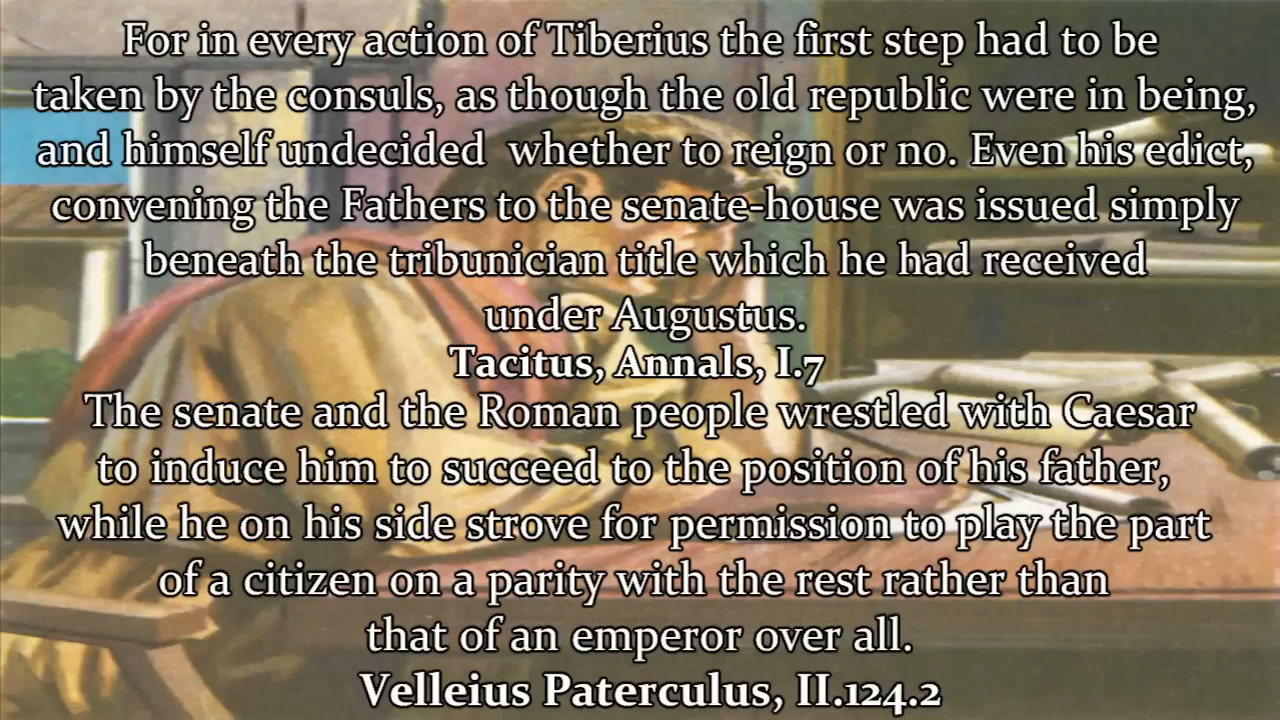 For in every action of Tiberius the first step had to be
taken by the consuls, as though the old republic were in being,
and himself undecided whether to reign or no. Even his edict,
convening the Fathers to the senate-house was issued simply
beneath the tribunician title which he had received
under Augustus.
Tacitus, Annals, I.7
The senate and the Roman people wrestled with Caesar
to induce him to succeed to the position of his father,
while he on his side strove for permission to play the part
of a citizen on a parity with the rest rather than
that of an emperor over all.
Velleius Paterculus, II.124.2